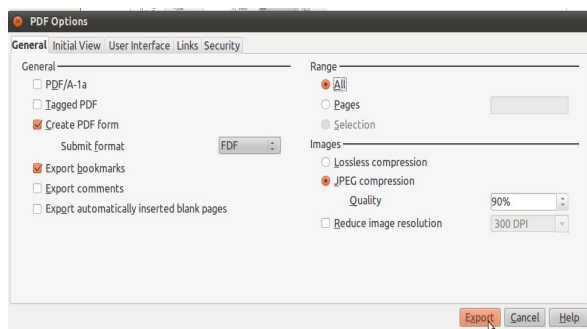 PDF Options
General Initial View User Interface Links Security
General
PDF/A-1a
Tagged PDF
Create PDF form
Submit format FDF
Export bookmarks
Export comments
Export automatically inserted blank pages
Range
All
Pages
Selection
Images
Lossless compression
JPEG compression
Quality 90%
Reduce image resolution 300 DPI
Export Cancel Help